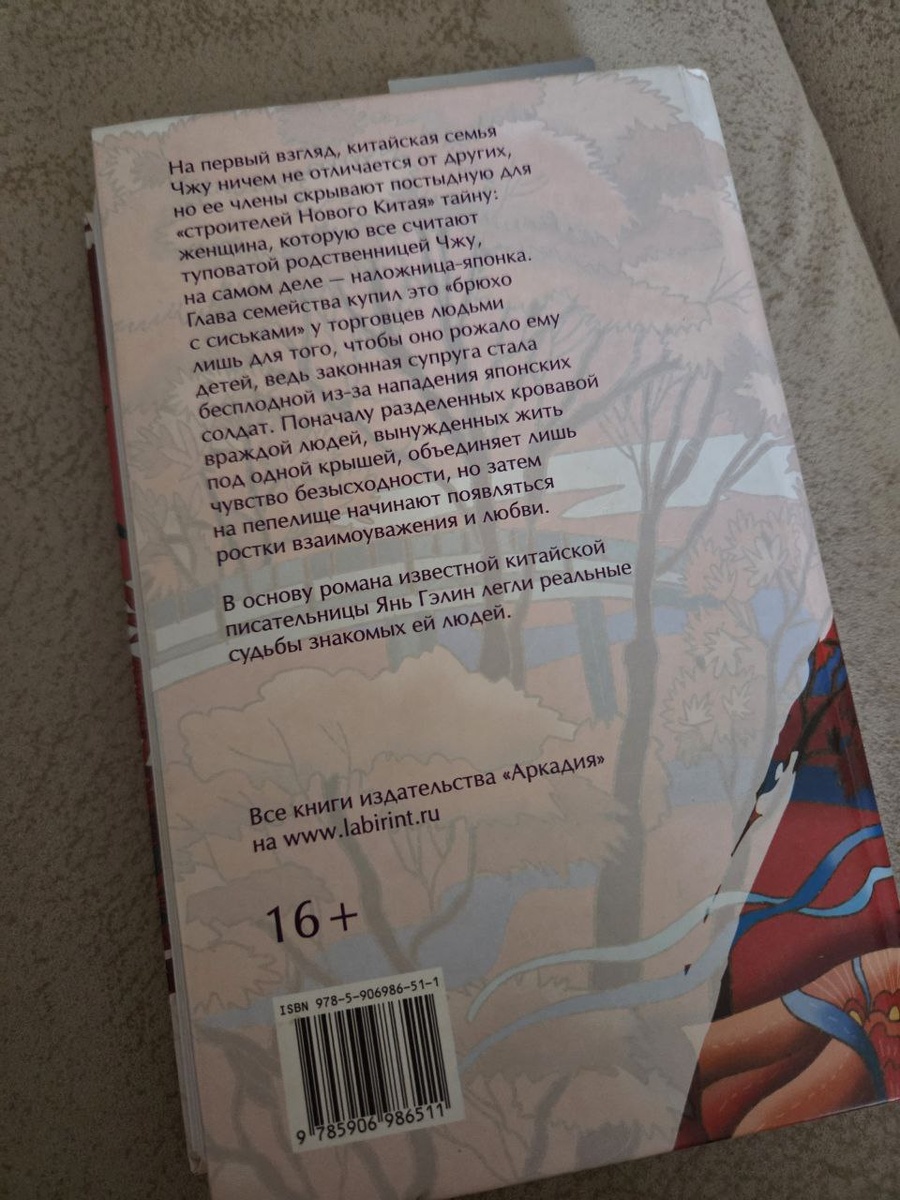 На первый взгляд, китайская семья
Чжу ничем не отличается от других,
но ее члены скрывают постыдную для
«строителей Нового Китая» тайну:
женщина, которую все считают
туповатой родственницей Чжу,
на самом деле — наложница-японка.
Глава семейства купил это «брюхо
с сиськами» у торговцев людьми
лишь для того, чтобы оно рожало ему
детей, ведь законная супруга стала
бесплодной из-за нападения японских
солдат. Поначалу разделенных кровавой
враждой людей, вынужденных жить
под одной крышей, объединяет лишь
чувство безысходности, но затем
на пепелище начинают появляться
ростки взаимоуважения и любви.
В основу романа известной китайской
писательницы Янь Гэлин легли реальные
судьбы знакомых ей людей.
Все книги издательства «Аркадия»
на www.labirint.ru
16+
ISBN 978-5-906986-51-1
9 785906 986511